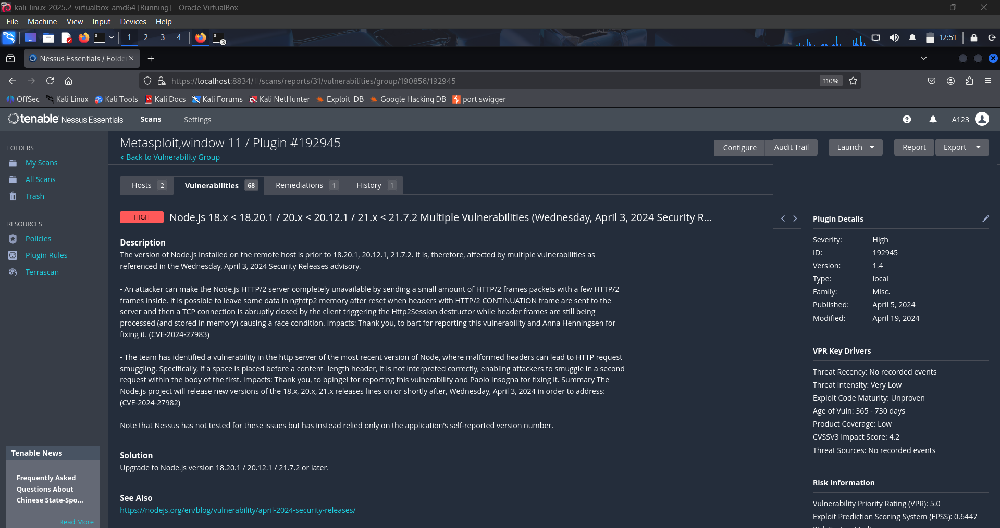 kali-linux-2025.2-virtualbox-amd64 [Running] - Oracle VirtualBox
File Machine View Input Devices Help
1 2 3 4 3 12:51
Nessus Essentials / Folde
https://localhost:8834/#/scans/reports/31/vulnerabilities/group/190856/192945 110%
OffSec Kali Linux Kali Tools Kali Docs Kali Forums Kali NetHunter Exploit-DB Google Hacking DB port swigger
tenable Nessus Essentials Scans Settings A123
FOLDERS
My Scans
All Scans
Trash
RESOURCES
Policies
Plugin Rules
Terrascan
Tenable News
Frequently Asked
Questions About
Chinese State-Spo...
Read More
Metasploit,window 11 / Plugin #192945
Back to Vulnerability Group
Configure Audit Trail Launch Report Export
Hosts 2 Vulnerabilities 68 Remediations 1 History 1
HIGH Node.js 18.x < 18.20.1 / 20.x < 20.12.1 / 21.x < 21.7.2 Multiple Vulnerabilities (Wednesday, April 3, 2024 Security R...
Description
The version of Node.js installed on the remote host is prior to 18.20.1, 20.12.1, 21.7.2. It is, therefore, affected by multiple vulnerabilities as
referenced in the Wednesday, April 3, 2024 Security Releases advisory.
- An attacker can make the Node.js HTTP/2 server completely unavailable by sending a small amount of HTTP/2 frames packets with a few HTTP/2
frames inside. It is possible to leave some data in nghttp2 memory after reset when headers with HTTP/2 CONTINUATION frame are sent to the
server and then a TCP connection is abruptly closed by the client triggering the Http2Session destructor while header frames are still being
processed (and stored in memory) causing a race condition. Impacts: Thank you, to bart for reporting this vulnerability and Anna Henningsen for
fixing it. (CVE-2024-27983)
- The team has identified a vulnerability in the http server of the most recent version of Node, where malformed headers can lead to HTTP request
smuggling. Specifically, if a space is placed before a content- length header, it is not interpreted correctly, enabling attackers to smuggle in a second
request within the body of the first. Impacts: Thank you, to bpingel for reporting this vulnerability and Paolo Insogna for fixing it. Summary The
Node.js project will release new versions of the 18.x, 20.x, 21.x releases lines on or shortly after, Wednesday, April 3, 2024 in order to address:
(CVE-2024-27982)
Note that Nessus has not tested for these issues but has instead relied only on the application's self-reported version number.
Solution
Upgrade to Node.js version 18.20.1 / 20.12.1 / 21.7.2 or later.
See Also
https://nodejs.org/en/blog/vulnerability/april-2024-security-releases/
Plugin Details
Severity: High
ID: 192945
Version: 1.4
Type: local
Family: Misc.
Published: April 5, 2024
Modified: April 19, 2024
VPR Key Drivers
Threat Recency: No recorded events
Threat Intensity: Very Low
Exploit Code Maturity: Unproven
Age of Vuln: 365 - 730 days
Product Coverage: Low
CVSSV3 Impact Score: 4.2
Threat Sources: No recorded events
Risk Information
Vulnerability Priority Rating (VPR): 5.0
Exploit Prediction Scoring System (EPSS): 0.6447